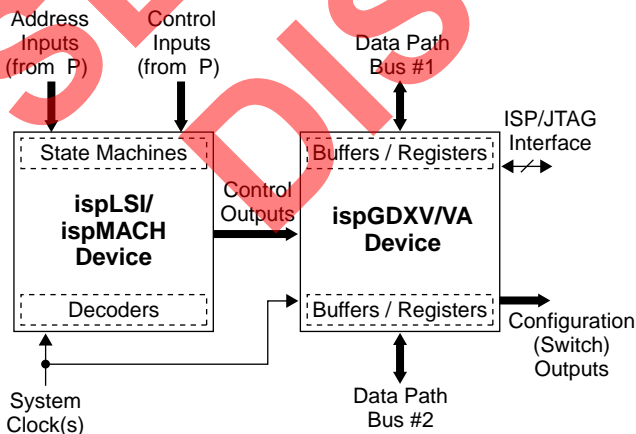 Address
Inputs
(from P)
Control
Inputs
(from P)
Data Path
Bus #1
ISP/JTAG
Interface
State Machines
Buffers / Registers
ispLSI/
ispMACH
Device
Control
Outputs
ispGDXV/VA
Device
Decoders
Buffers / Registers
Configuration
(Switch)
Outputs
System
Clock(s)
Data Path
Bus #2
DIS